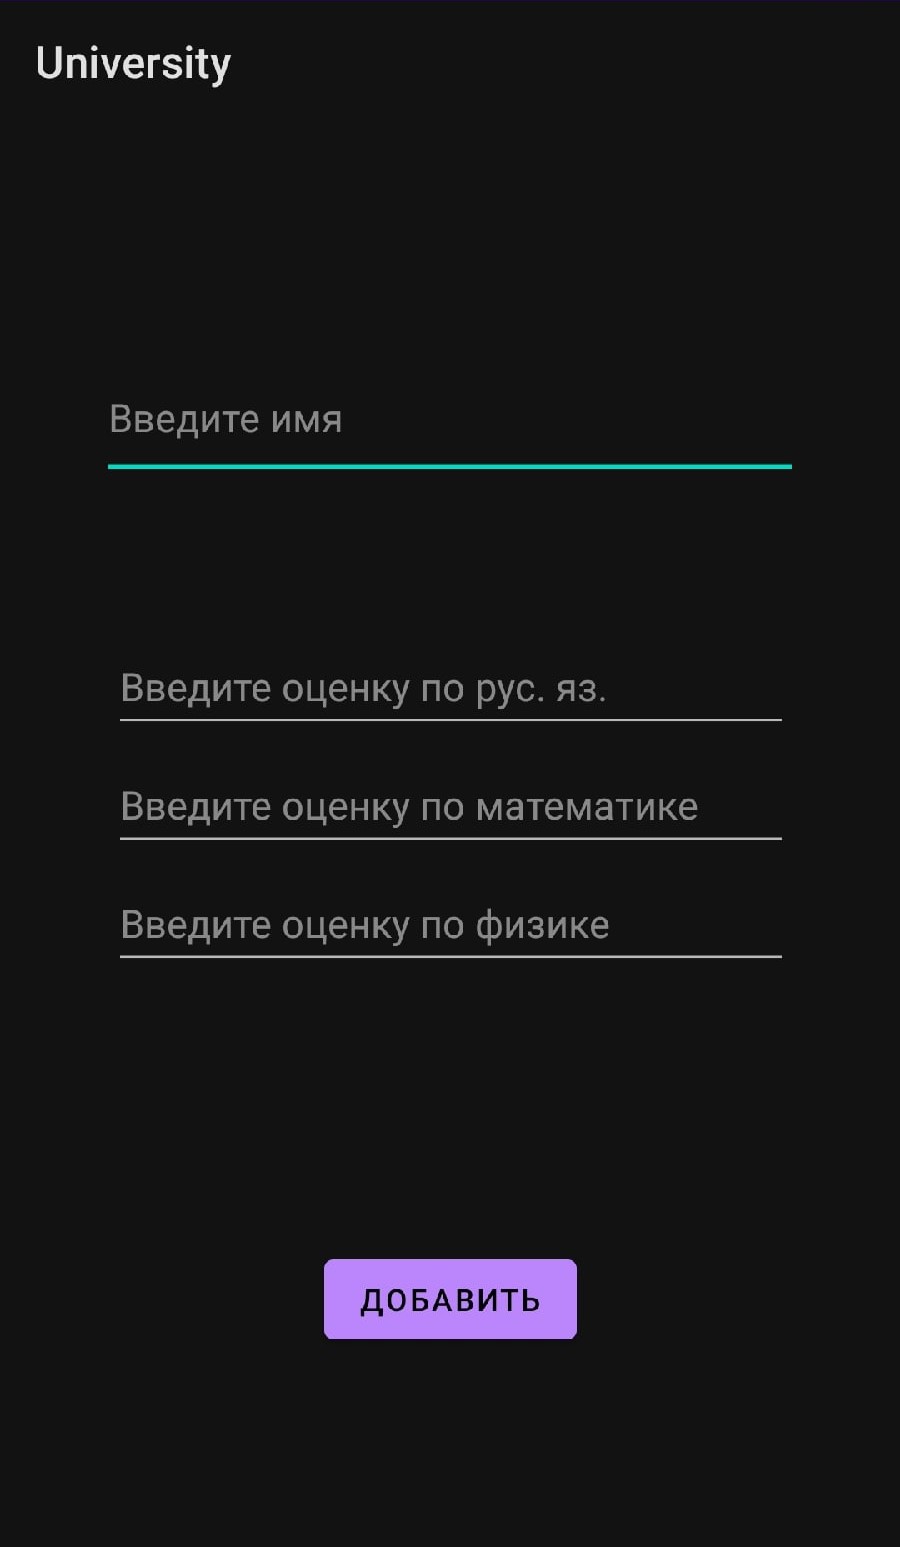 University
Введите имя
Введите оценку по рус. яз.
Введите оценку по математике
Введите оценку по физике
ДОБАВИТЬ